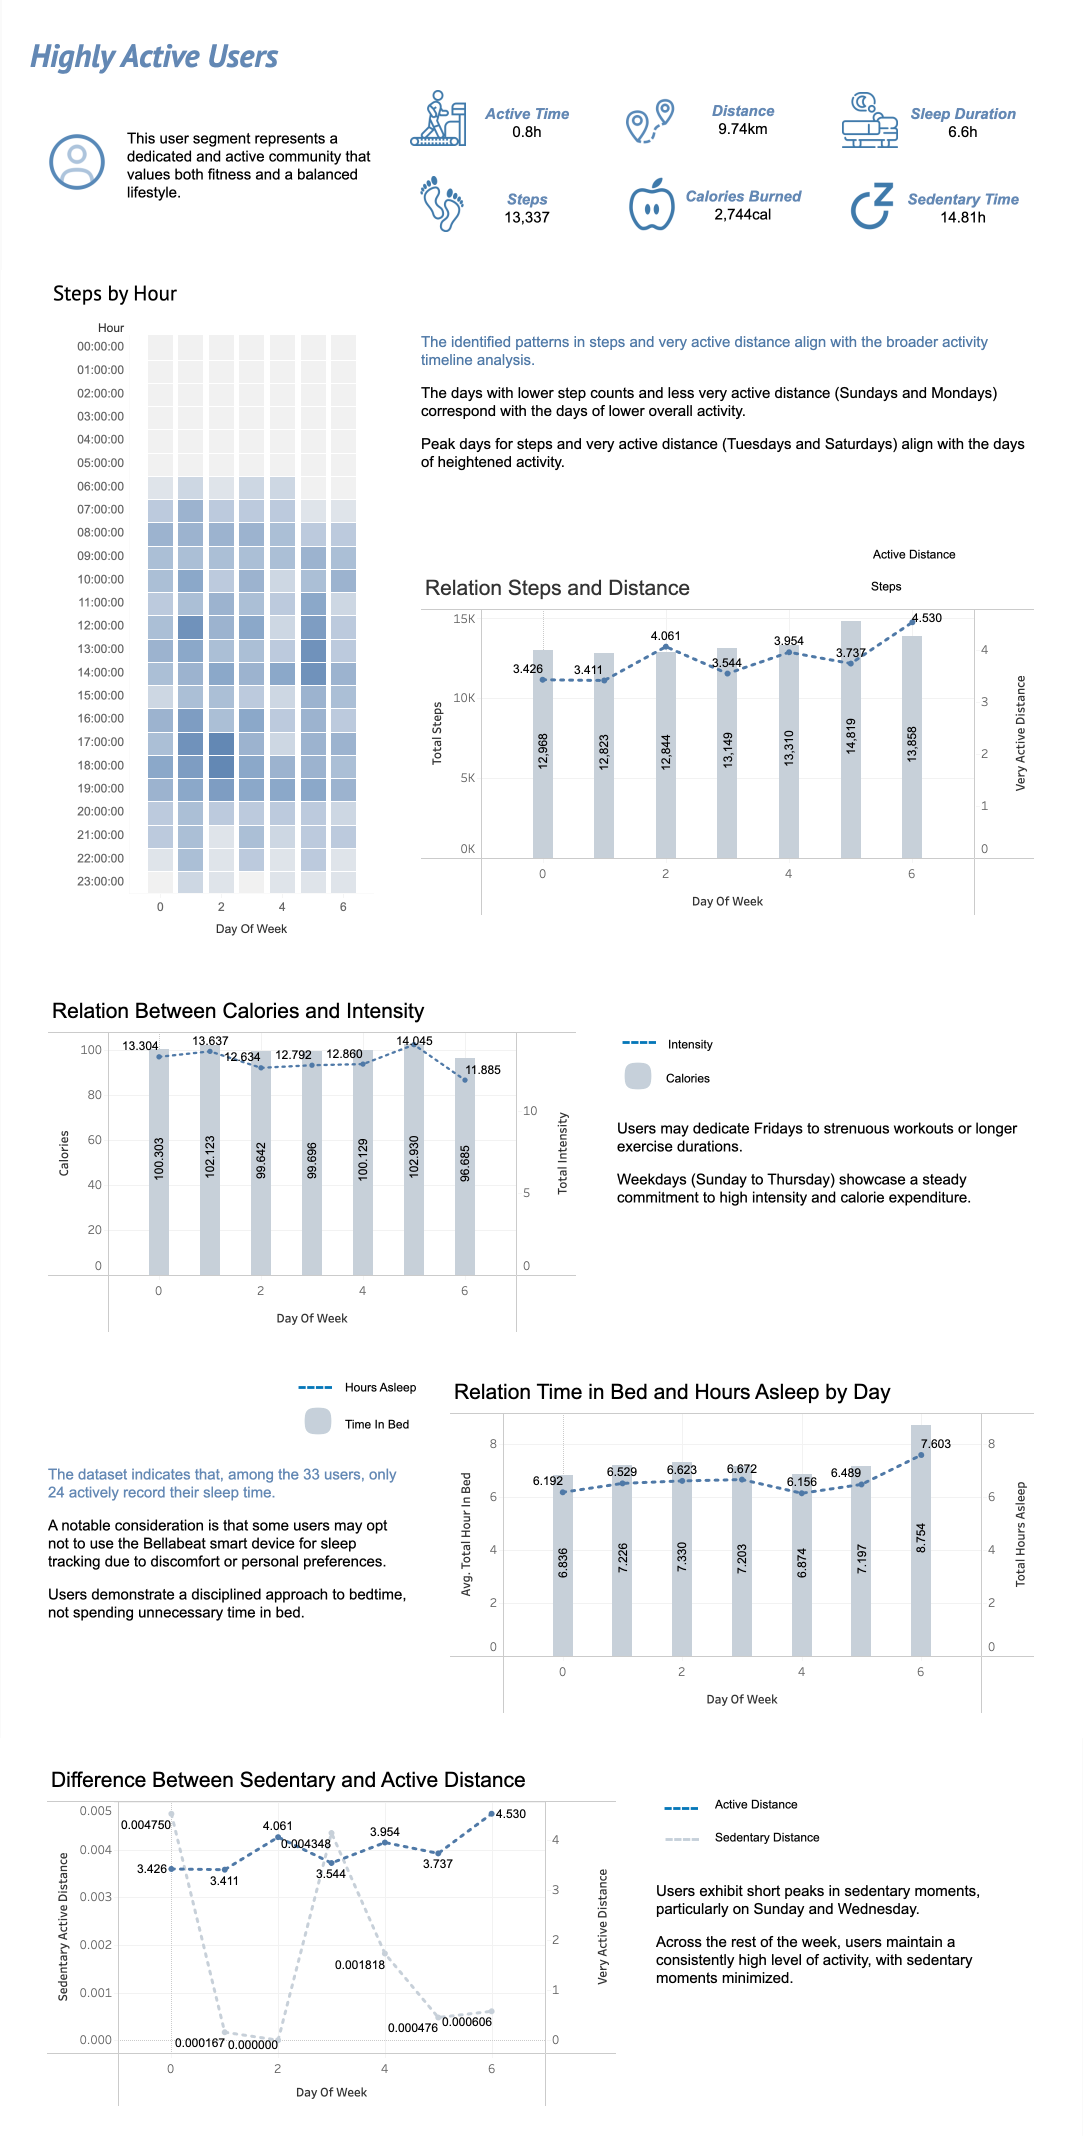 Highly Active Users
This user segment represents a
dedicated and active community that
values both fitness and a balanced
lifestyle.
Active Time
0.8h
Distance
9.74km
Sleep Duration
6.6h
Steps
13,337
Calories Burned
2,744cal
Sedentary Time
14.81h
Steps by Hour
Hour
00:00:00
01:00:00
02:00:00
03:00:00
04:00:00
05:00:00
06:00:00
07:00:00
08:00:00
09:00:00
10:00:00
11:00:00
12:00:00
13:00:00
14:00:00
15:00:00
16:00:00
17:00:00
18:00:00
19:00:00
20:00:00
21:00:00
22:00:00
23:00:00
0 2 4 6
Day Of Week
The identified patterns in steps and very active distance align with the broader activity
timeline analysis.
The days with lower step counts and less very active distance (Sundays and Mondays)
correspond with the days of lower overall activity.
Peak days for steps and very active distance (Tuesdays and Saturdays) align with the days
of heightened activity.
Active Distance
Steps
Relation Steps and Distance
Total Steps
15K
10K
5K
0K
3.426 3.411 4.061 3.544 3.954 3.737 4.530
12,968 12,823 12,844 13,149 13,310 14,819 13,858
4
3
2
1
0
Very Active Distance
0 2 4 6
Day Of Week
Relation Between Calories and Intensity
Calories
100
80
60
40
20
0
13.304 13.637 12.634 12.792 12.860 14.045 11.885
100.303 102.123 99.642 99.696 100.129 102.930 96.685
10
5
0
Total Intensity
0 2 4 6
Day Of Week
Intensity
Calories
Users may dedicate Fridays to strenuous workouts or longer
exercise durations.
Weekdays (Sunday to Thursday) showcase a steady
commitment to high intensity and calorie expenditure.
Hours Asleep
Time In Bed
The dataset indicates that, among the 33 users, only
24 actively record their sleep time.
A notable consideration is that some users may opt
not to use the Bellabeat smart device for sleep
tracking due to discomfort or personal preferences.
Users demonstrate a disciplined approach to bedtime,
not spending unnecessary time in bed.
Relation Time in Bed and Hours Asleep by Day
Avg. Total Hour In Bed
8
6
4
2
0
6.192 6.529 6.623 6.672 6.156 6.489 7.603
6.836 7.226 7.330 7.203 6.874 7.197 8.754
8
6
4
2
0
Total Hours Asleep
0 2 4 6
Day Of Week
Difference Between Sedentary and Active Distance
Sedentary Active Distance
0.005
0.004
0.003
0.002
0.001
0.000
3.426 3.411 4.061 3.544 3.954 3.737 4.530
0.004750 0.000167 0.000000 0.004348 0.001818 0.000476 0.000606
4
3
2
1
0
Very Active Distance
0 2 4 6
Day Of Week
Active Distance
Sedentary Distance
Users exhibit short peaks in sedentary moments,
particularly on Sunday and Wednesday.
Across the rest of the week, users maintain a
consistently high level of activity, with sedentary
moments minimized.